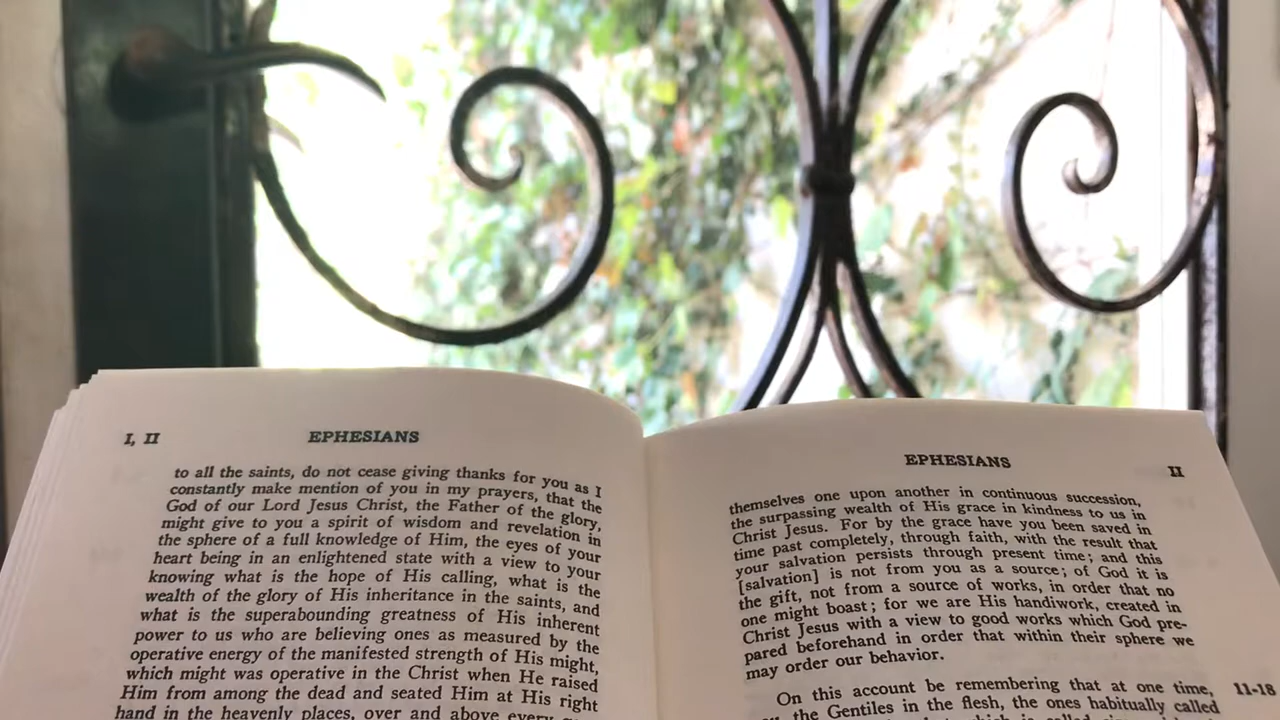 I, II
EPHESIANS
to all the saints, do not cease giving thanks for you as I
constantly make mention of you in my prayers, that the
God of our Lord Jesus Christ, the Father of the glory,
might give to you a spirit of wisdom and revelation in
the sphere of a full knowledge of Him, the eyes of your
heart being in an enlightened state with a view to your
knowing what is the hope of His calling, what is the
wealth of the glory of His inheritance in the saints, and
what is the superabounding greatness of His inherent
power to us who are believing ones as measured by the
operative energy of the manifested strength of His might,
which might was operative in the Christ when He raised
Him from among the dead and seated Him at His right
hand in the heavenly places, over and above every
EPHESIANS
II
themselves one upon another in continuous succession,
the surpassing wealth of His grace in kindness to us in
Christ Jesus. For by the grace have you been saved in
time past completely, through faith, with the result that
your salvation persists through present time; and this
[salvation] is not from you as a source; of God it is
the gift, not from a source of works, in order that no
one might boast; for we are His handiwork, created in
Christ Jesus with a view to good works which God pre-
pared beforehand in order that within their sphere we
may order our behavior.
On this account be remembering that at one time, 11-18
the Gentiles in the flesh, the ones habitually called